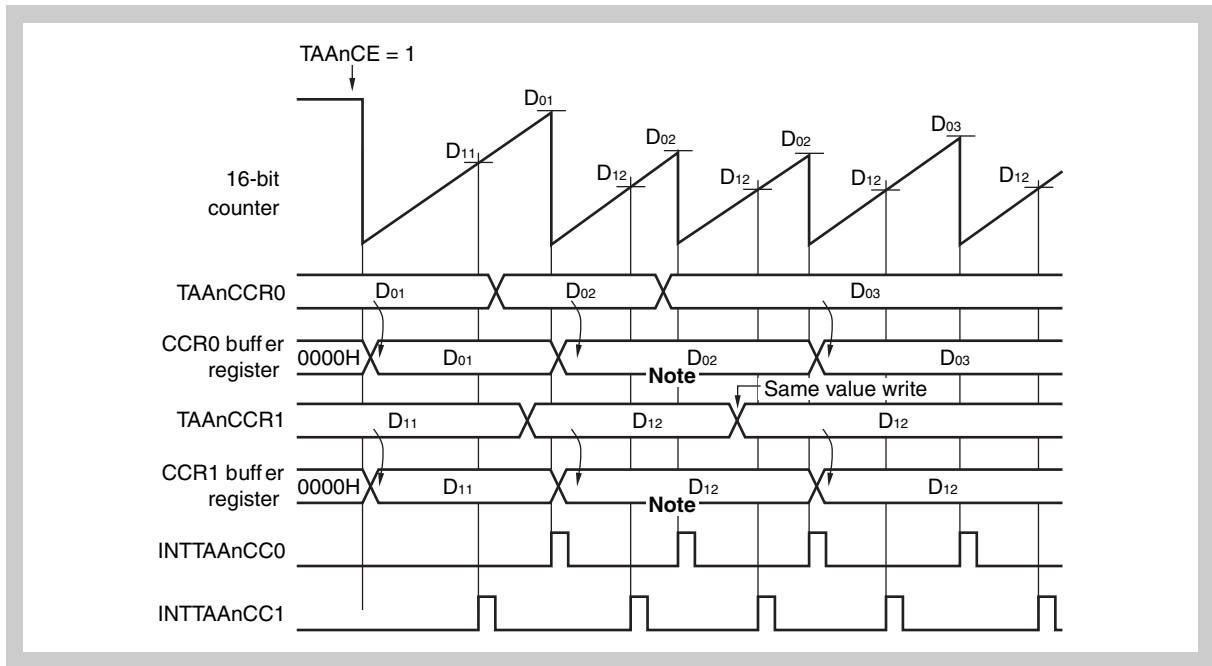 TAAnCE = 1
D01
D11
D02
D02
D03
D12
D12
D12
D12
16-bit
counter
TAAnCCR0
D01
D02
D03
CCR0 buffer
register
0000H
D01
D02
D03
Note
Same value write
TAAnCCR1
D11
D12
D12
CCR1 buffer
register
0000H
D11
D12
D12
Note
INTTAAnCC0
INTTAAnCC1